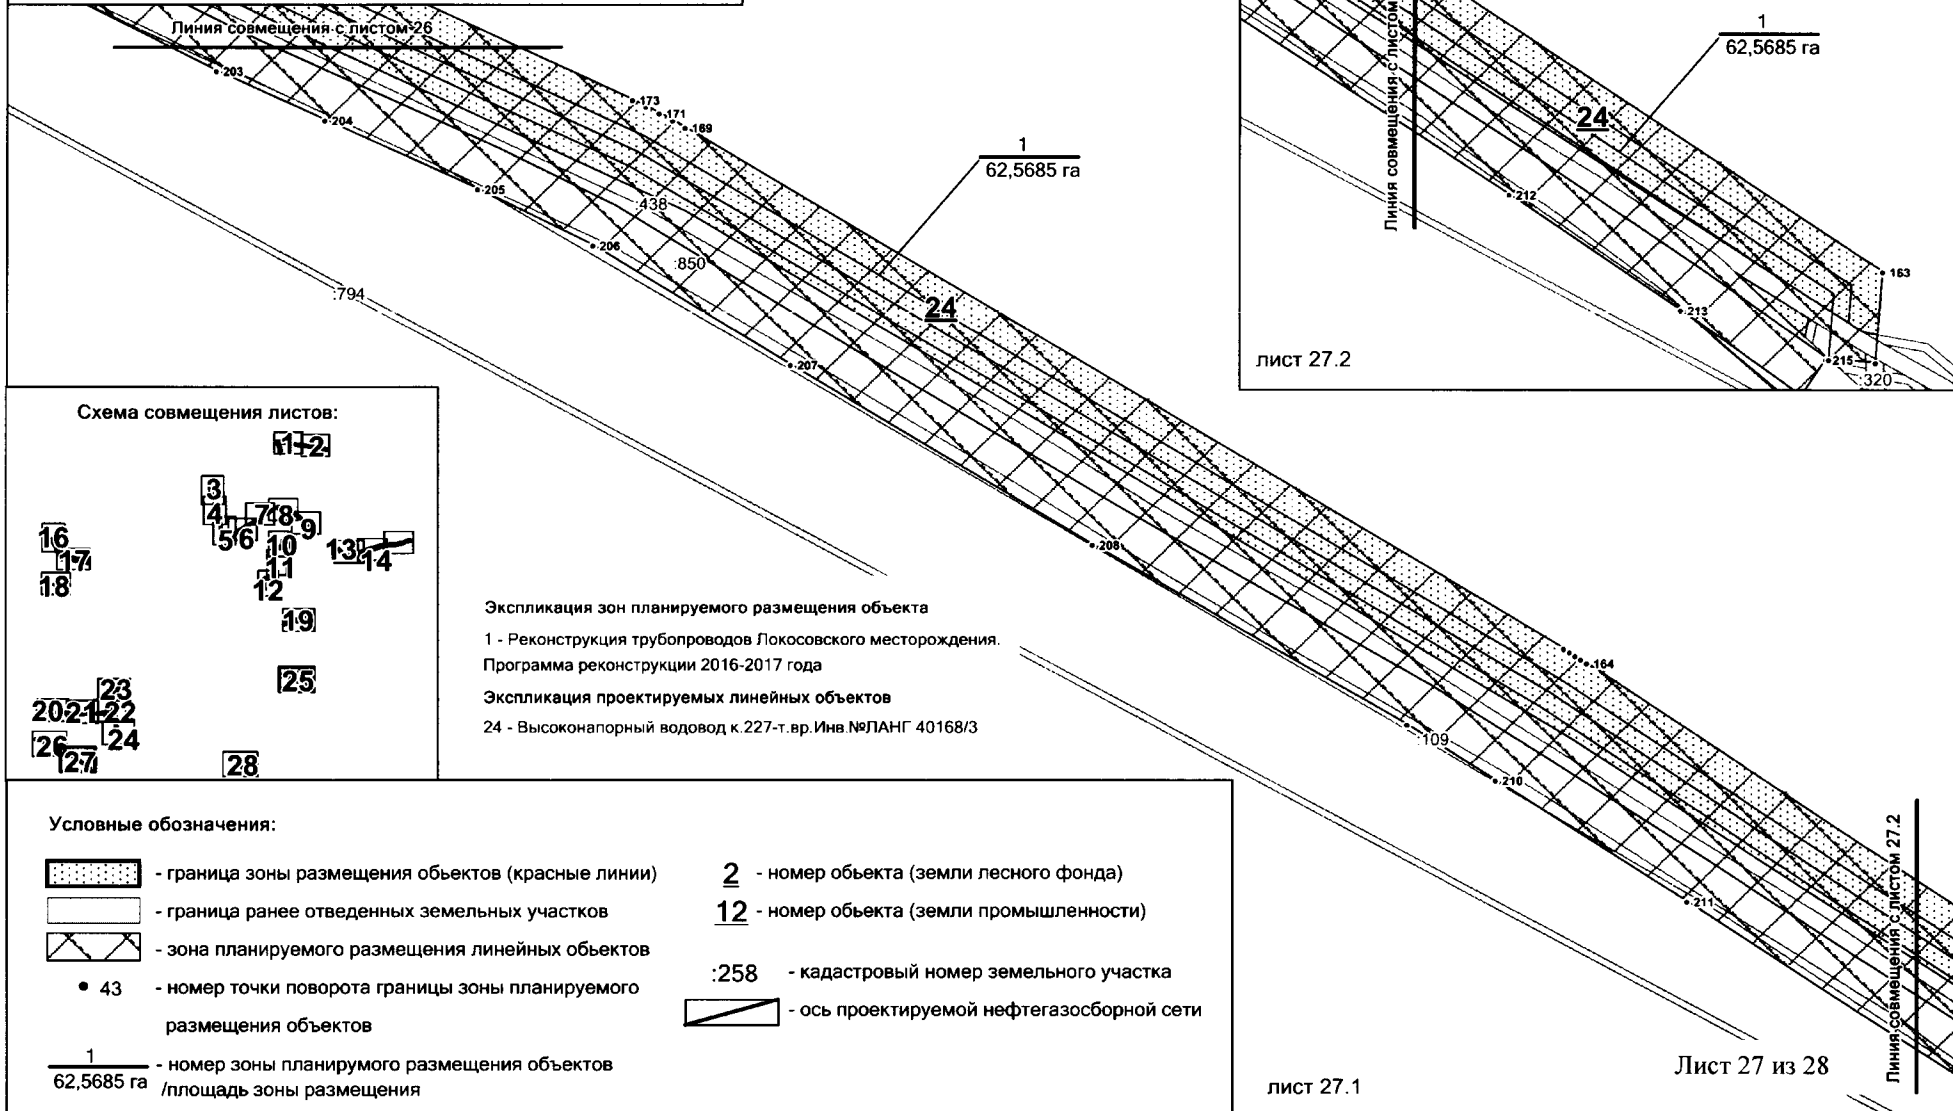 Линия совмещения с листом 26
203
204
205
206
207
208
173
171
169
:438
:850
:794
1
62,5685 га
24
164
:109
210
211
Линия совмещения с листом 27.2
Линия совмещения с листом
1
62,5685 га
24
212
213
163
215
:320
лист 27.2
Схема совмещения листов:
1 2
3
4
5 6 7 8 9
10
11
12
13 14
16
17
18
19
20 21 22
23
24
25
26
27
28
Экспликация зон планируемого размещения объекта
1 - Реконструкция трубопроводов Локосовского месторождения.
Программа реконструкции 2016-2017 года
Экспликация проектируемых линейных объектов
24 - Высоконапорный водовод к.227-т.вр.Инв.№ЛАНГ 40168/3
Условные обозначения:
- граница зоны размещения обьектов (красные линии)
- граница ранее отведенных земельных участков
- зона планируемого размещения линейных обьектов
43 - номер точки поворота границы зоны планируемого
размещения объектов
1
62,5685 га
- номер зоны планирумого размещения объектов
/площадь зоны размещения
2 - номер обьекта (земли лесного фонда)
12 - номер обьекта (земли промышленности)
:258 - кадастровый номер земельного участка
- ось проектируемой нефтегазосборной сети
Лист 27 из 28
лист 27.1